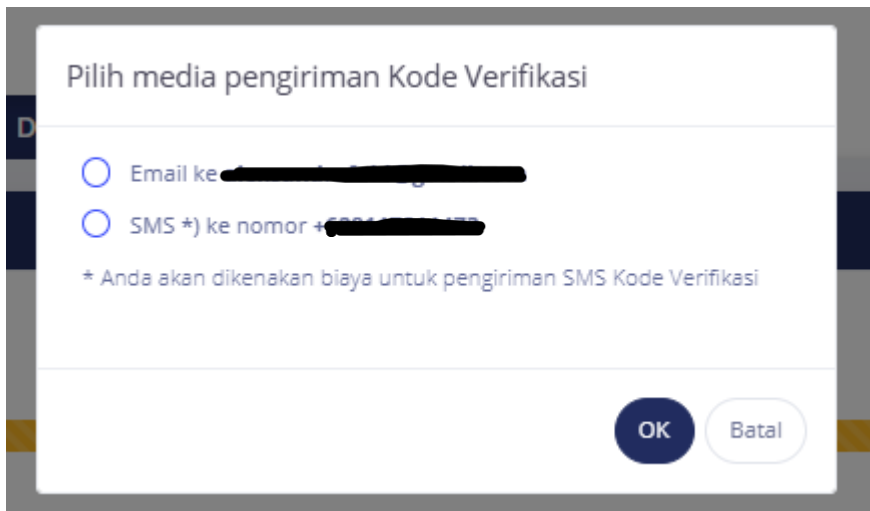 Pilih media pengiriman Kode Verifikasi
D
Email ke
SMS *) ke nomor +
* Anda akan dikenakan biaya untuk pengiriman SMS Kode Verifikasi
OK
Batal